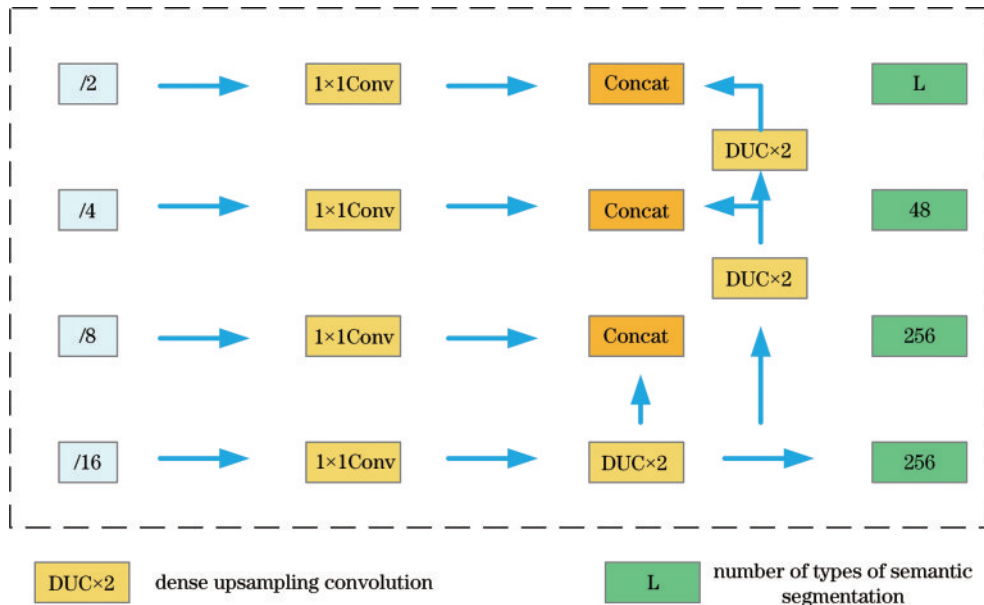 /2
1×1Conv
Concat
L
DUC×2
/4
1×1Conv
Concat
48
DUC×2
/8
1×1Conv
Concat
256
/16
1×1Conv
DUC×2
256
DUC×2
dense upsampling convolution
L
number of types of semantic
segmentation